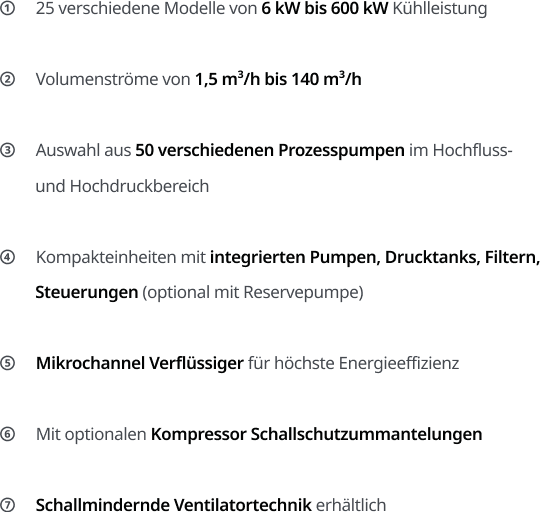 ① 25 verschiedene Modelle von 6 kW bis 600 kW Kühlleistung
② Volumenströme von 1,5 m³/h bis 140 m³/h
③ Auswahl aus 50 verschiedenen Prozesspumpen im Hochfluss-
und Hochdruckbereich
④ Kompakteinheiten mit integrierten Pumpen, Drucktanks, Filtern,
Steuerungen (optional mit Reservepumpe)
⑤ Mikrochannel Verflüssiger für höchste Energieeffizienz
⑥ Mit optionalen Kompressor Schallschutzummantelungen
⑦ Schallmindernde Ventilatortechnik erhältlich